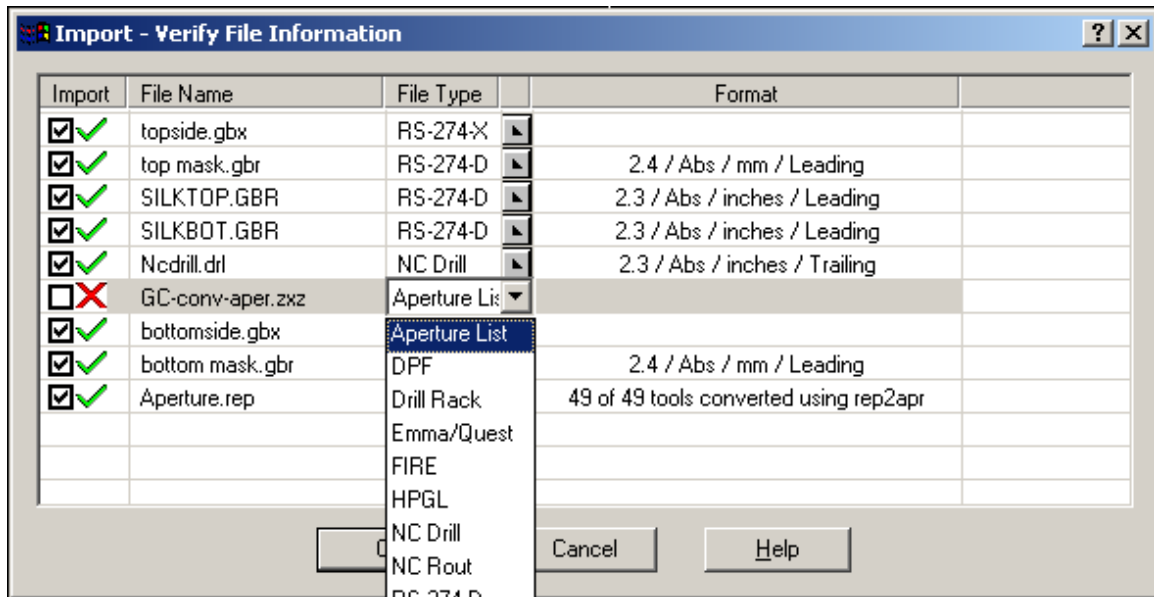 Import - Verify File Information
Import File Name File Type Format
topside.gbx RS-274-X
top mask.gbr RS-274-D 2.4 / Abs / mm / Leading
SILKTOP.GBR RS-274-D 2.3 / Abs / inches / Leading
SILKBOT.GBR RS-274-D 2.3 / Abs / inches / Leading
Ncdrill.drl NC Drill 2.3 / Abs / inches / Trailing
GC-conv-aper.zxz Aperture Lis
bottomside.gbx Aperture List
bottom mask.gbr DPF 2.4 / Abs / mm / Leading
Aperture.rep Drill Rack 49 of 49 tools converted using rep2apr
Emma/Quest
FIRE
HPGL
NC Drill
Cancel Help
NC Rout
RS-274-D